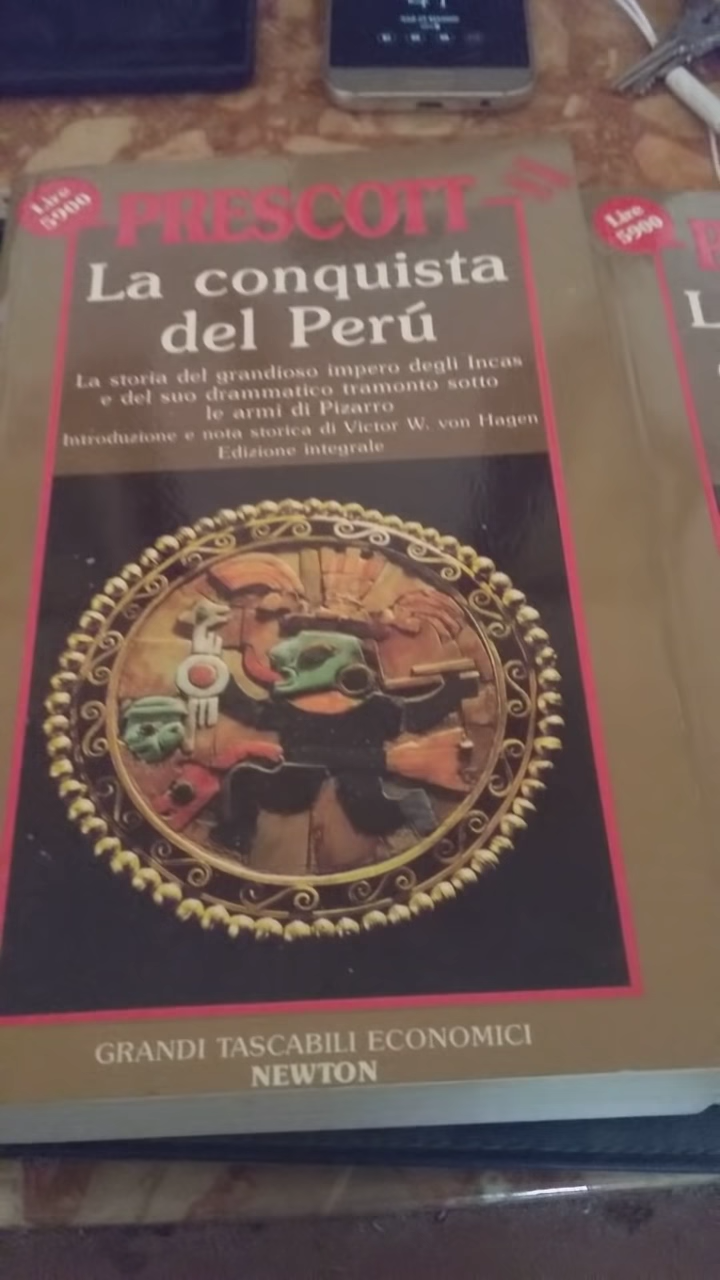 Lire
5900
PRESCOTT
La conquista
del Perú
La storia del grandioso impero degli Incas
e del suo drammatico tramonto sotto
le armi di Pizarro
Introduzione e nota storica di Victor W. von Hagen
Edizione integrale
GRANDI TASCABILI ECONOMICI
NEWTON
Lire
5900
P
L